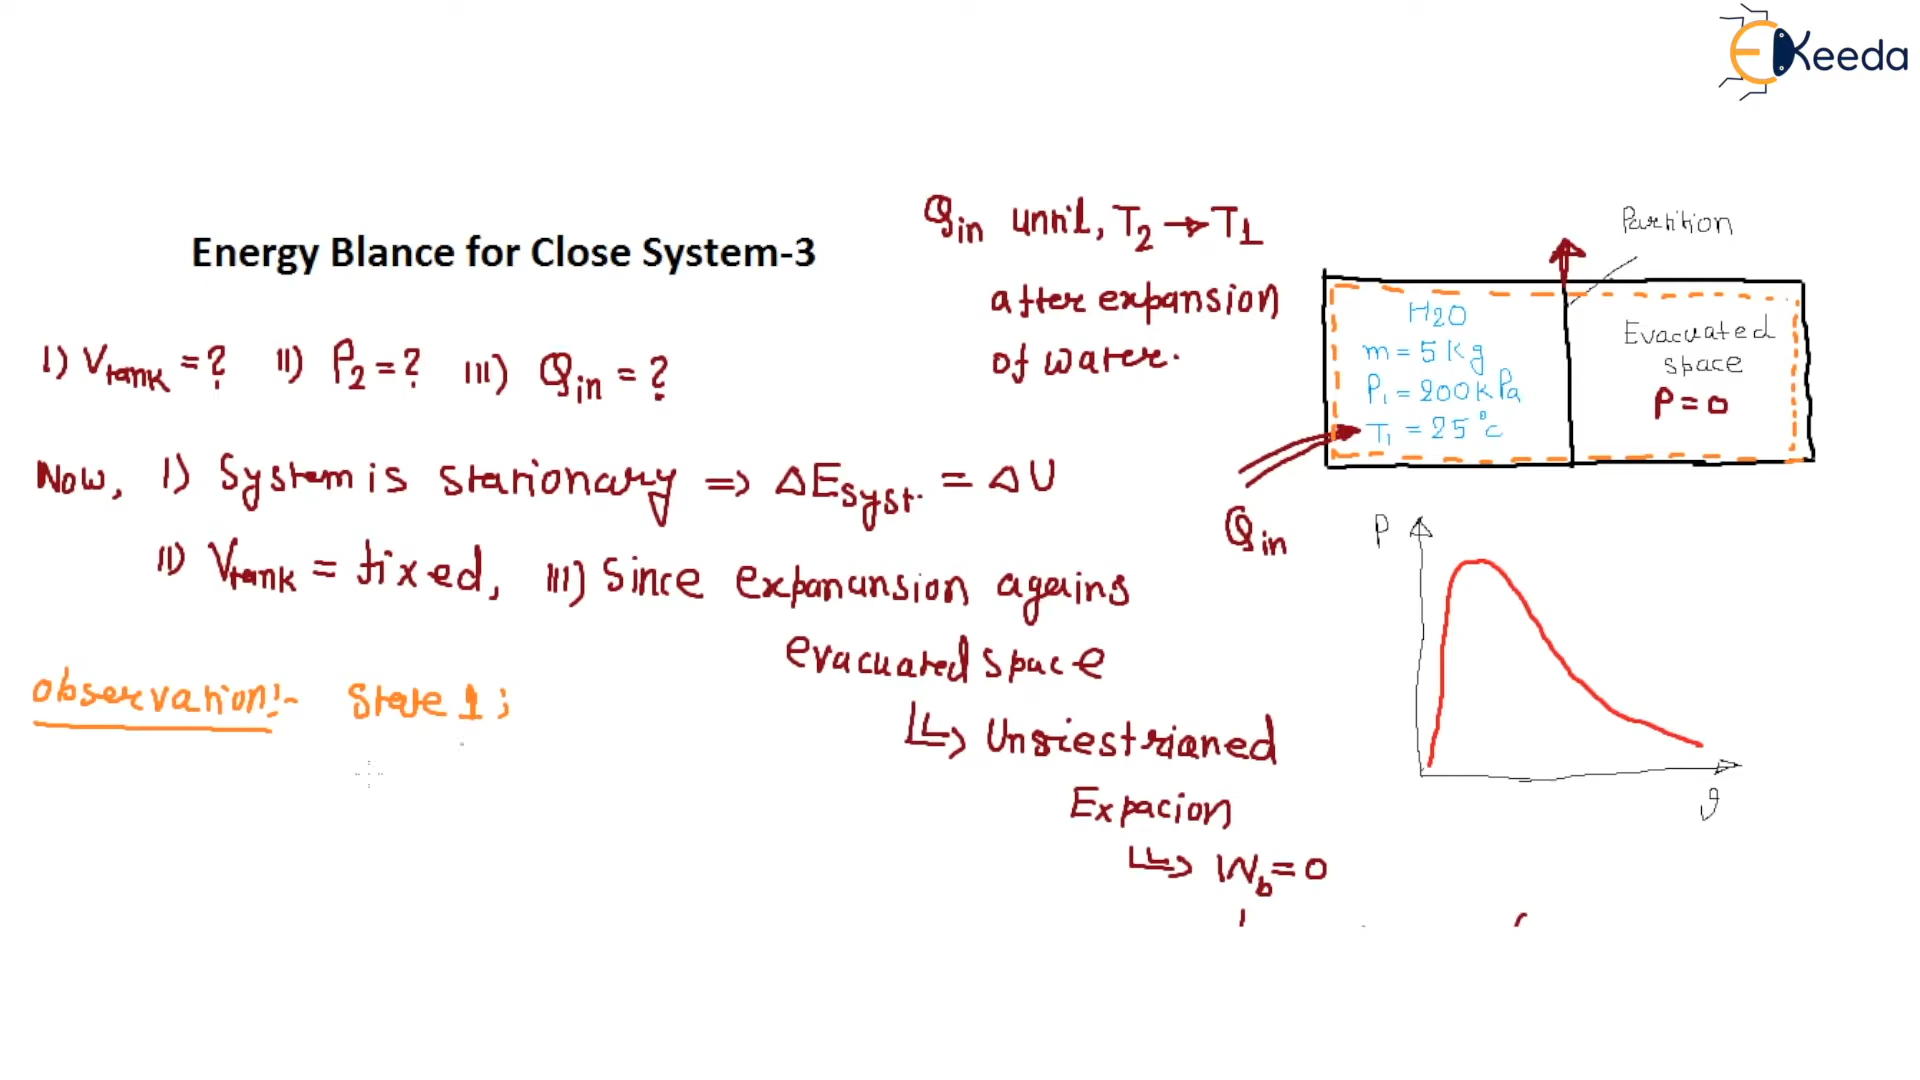 EKeeda
Energy Blance for Close System-3
I) Vtank = ? II) P2 = ? III) Qin = ?
Now, I) System is stationary => ΔEsyst. = ΔU
II) Vtank = fixed, III) Since expanunsion agains
evacuated space
↳ Unsiestrianed
Expacion
↳ Wb = 0
observation:- State 1 ;
Qin until, T2 → T1
after expansion
of water.
Partition
H2O
m = 5 Kg
P1 = 200 kPa
T1 = 25°c
Evacuated
space
P = 0
Qin
P
ϑ